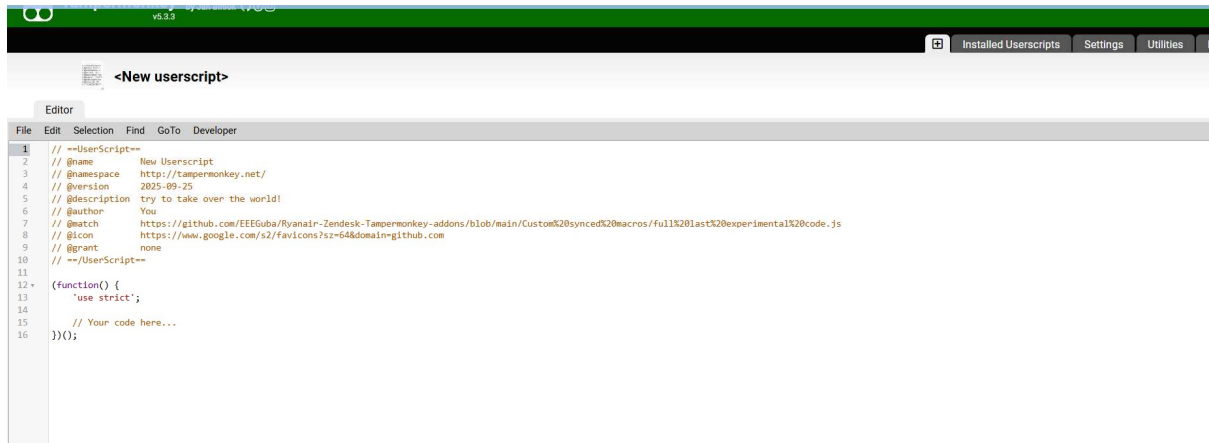 v5.3.3
Installed Userscripts Settings Utilities
<New userscript>
Editor
File Edit Selection Find GoTo Developer
1 // ==UserScript==
2 // @name New Userscript
3 // @namespace http://tampermonkey.net/
4 // @version 2025-09-25
5 // @description try to take over the world!
6 // @author You
7 // @match https://github.com/EEEGuba/Ryanair-Zendesk-Tampermonkey-addons/blob/main/Custom%20synced%20macros/full%20last%20experimental%20code.js
8 // @icon https://www.google.com/s2/favicons?sz=64&domain=github.com
9 // @grant none
10 // ==/UserScript==
11
12 (function() {
13 'use strict';
14
15 // Your code here...
16 })();